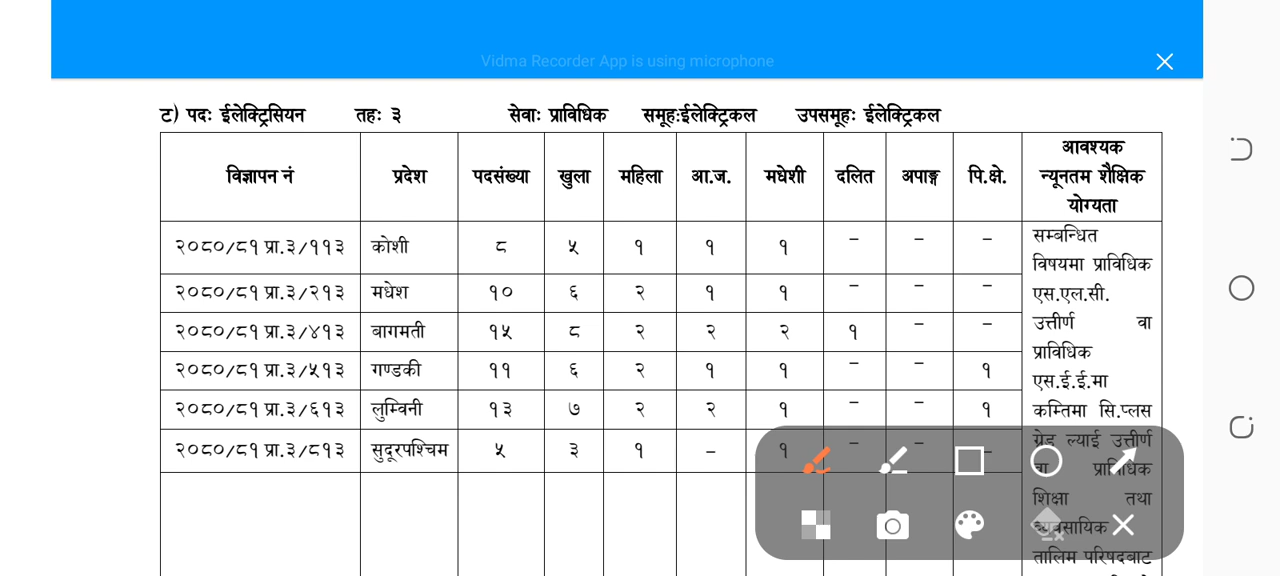 Vidma Recorder App is using microphone
ट) पदः ईलेक्ट्रिसियन तहः ३ सेवाः प्राविधिक समूहःईलेक्ट्रिकल उपसमूहः ईलेक्ट्रिकल
विज्ञापन नं प्रदेश पदसंख्या खुला महिला आ.ज. मधेशी दलित अपाङ्ग पि.क्षे. आवश्यक न्यूनतम शैक्षिक योग्यता
२०८०/८१ प्रा.३/११३ कोशी ८ ५ १ १ १ – – –
२०८०/८१ प्रा.३/२१३ मधेश १० ६ २ १ १ – – –
२०८०/८१ प्रा.३/४१३ बागमती १५ ८ २ २ २ १ – –
२०८०/८१ प्रा.३/५१३ गण्डकी ११ ६ २ १ १ – – १
२०८०/८१ प्रा.३/६१३ लुम्विनी १३ ७ २ २ १ – – १
२०८०/८१ प्रा.३/८१३ सुदूरपश्चिम ५ ३ १ – १ – – –
सम्बन्धित
विषयमा प्राविधिक
एस.एल.सी.
उत्तीर्ण वा
प्राविधिक
एस.ई.ई.मा
कम्तिमा सि.प्लस
ग्रेड ल्याई उत्तीर्ण
वा प्राविधिक
शिक्षा तथा
व्यवसायिक
तालिम परिषदबाट